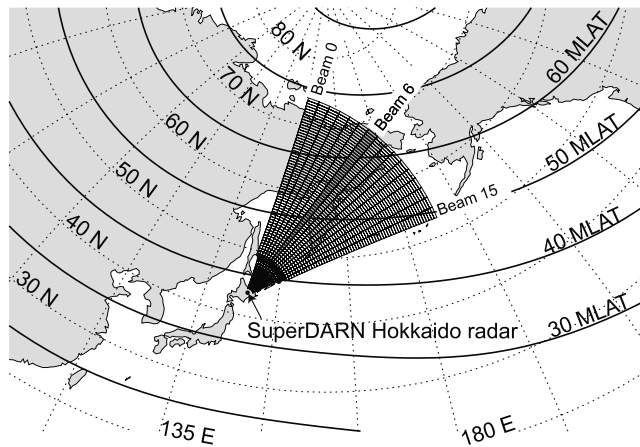 80 N
Beam 0
70 N
Beam 6
60 MLAT
60 N
50 MLAT
50 N
Beam 15
40 N
40 MLAT
30 N
30 MLAT
SuperDARN Hokkaido radar
135 E
180 E